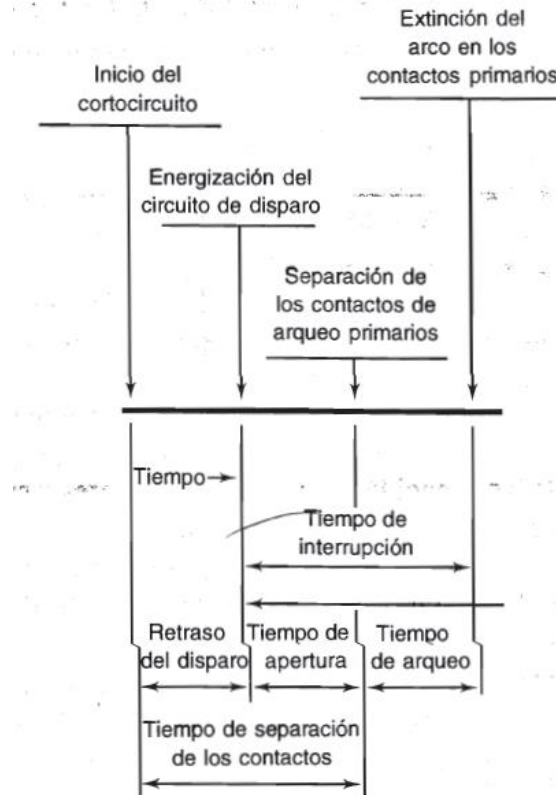 Extinción del
arco en los
contactos primarios
Inicio del
cortocircuito
Energización del
circuito de disparo
Separación de
los contactos de
arqueo primarios
Tiempo
Tiempo de
interrupción
Retraso
del disparo
Tiempo de
apertura
Tiempo
de arqueo
Tiempo de separación
de los contactos